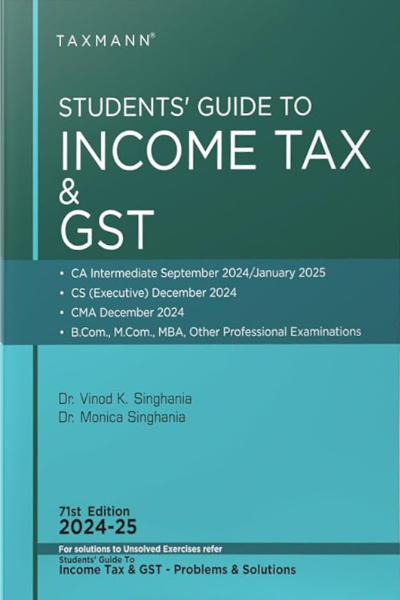 TAXMANN®
STUDENTS' GUIDE TO
INCOME TAX
&
GST
• CA Intermediate September 2024/January 2025
• CS (Executive) December 2024
• CMA December 2024
• B.Com., M.Com., MBA, Other Professional Examinations
Dr. Vinod K. Singhania
Dr. Monica Singhania
71st Edition
2024-25
For solutions to Unsolved Exercises refer
Students' Guide To
Income Tax & GST - Problems & Solutions